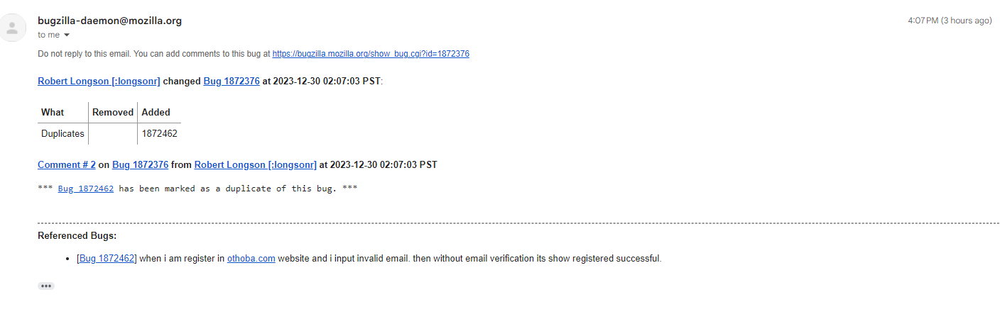 bugzilla-daemon@mozilla.org
4:07 PM (3 hours ago)
to me
Do not reply to this email. You can add comments to this bug at https://bugzilla.mozilla.org/show_bug.cgi?id=1872376
Robert Longson [:longsonr] changed Bug 1872376 at 2023-12-30 02:07:03 PST:
What Removed Added
Duplicates 1872462
Comment # 2 on Bug 1872376 from Robert Longson [:longsonr] at 2023-12-30 02:07:03 PST
*** Bug 1872462 has been marked as a duplicate of this bug. ***
Referenced Bugs:
• [Bug 1872462] when i am register in othoba.com website and i input invalid email. then without email verification its show registered successful.